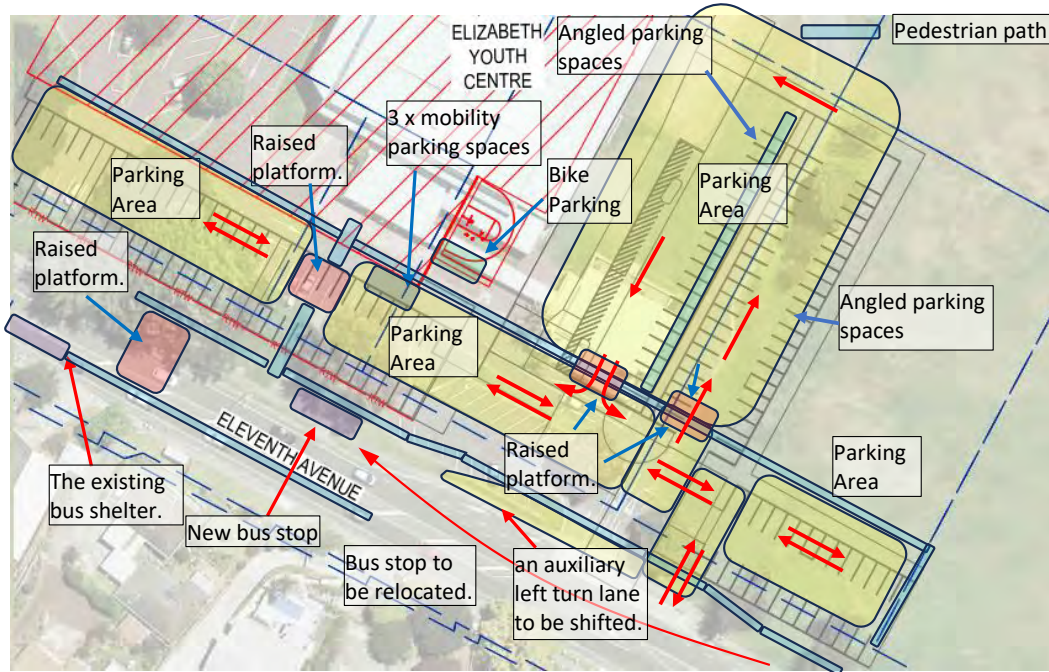 ELIZABETH
YOUTH
CENTRE
Angled parking
spaces
Pedestrian path
3 x mobility
parking spaces
Raised
platform.
Bike
Parking
Parking
Area
Parking
Area
Raised
platform.
Parking
Area
Angled parking
spaces
ELEVENTH AVENUE
Raised
platform.
Parking
Area
The existing
bus shelter.
New bus stop
Bus stop to
be relocated.
an auxiliary
left turn lane
to be shifted.